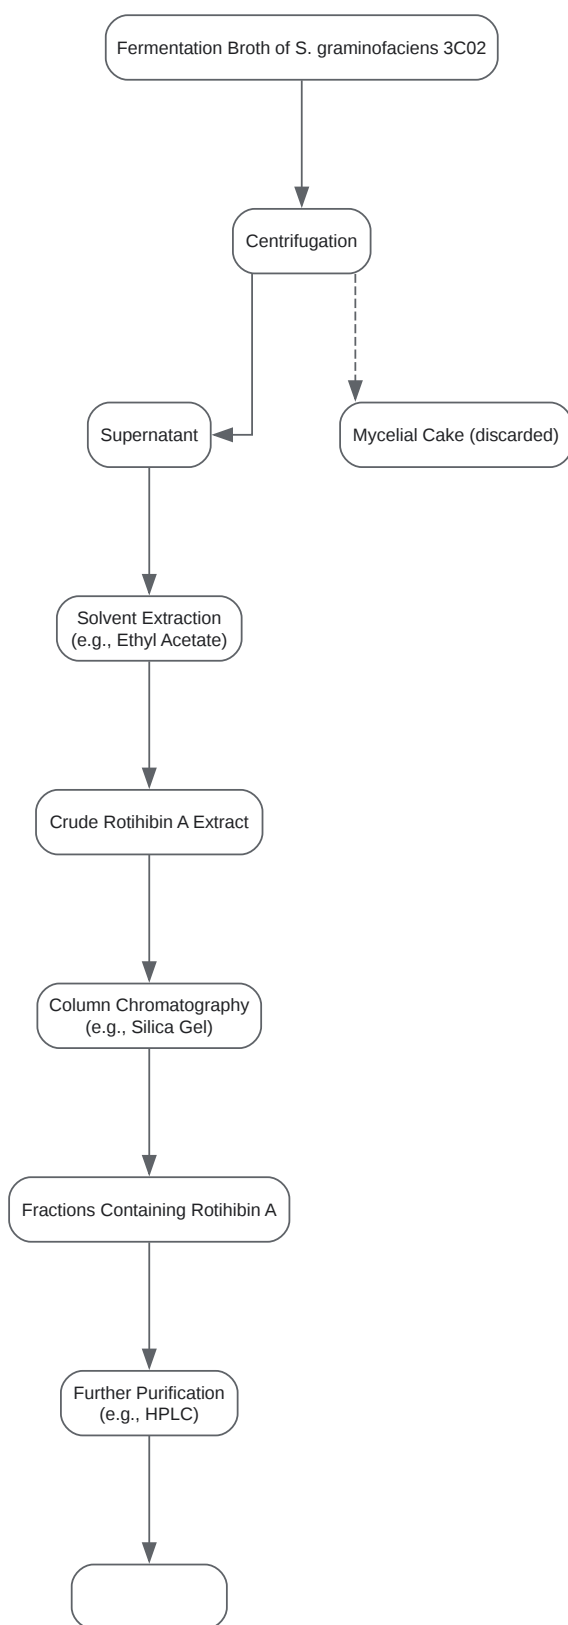 Fermentation Broth of S. graminofaciens 3C02
Centrifugation
Supernatant
Mycelial Cake (discarded)
Solvent Extraction
(e.g., Ethyl Acetate)
Crude Rotihibin A Extract
Column Chromatography
(e.g., Silica Gel)
Fractions Containing Rotihibin A
Further Purification
(e.g., HPLC)